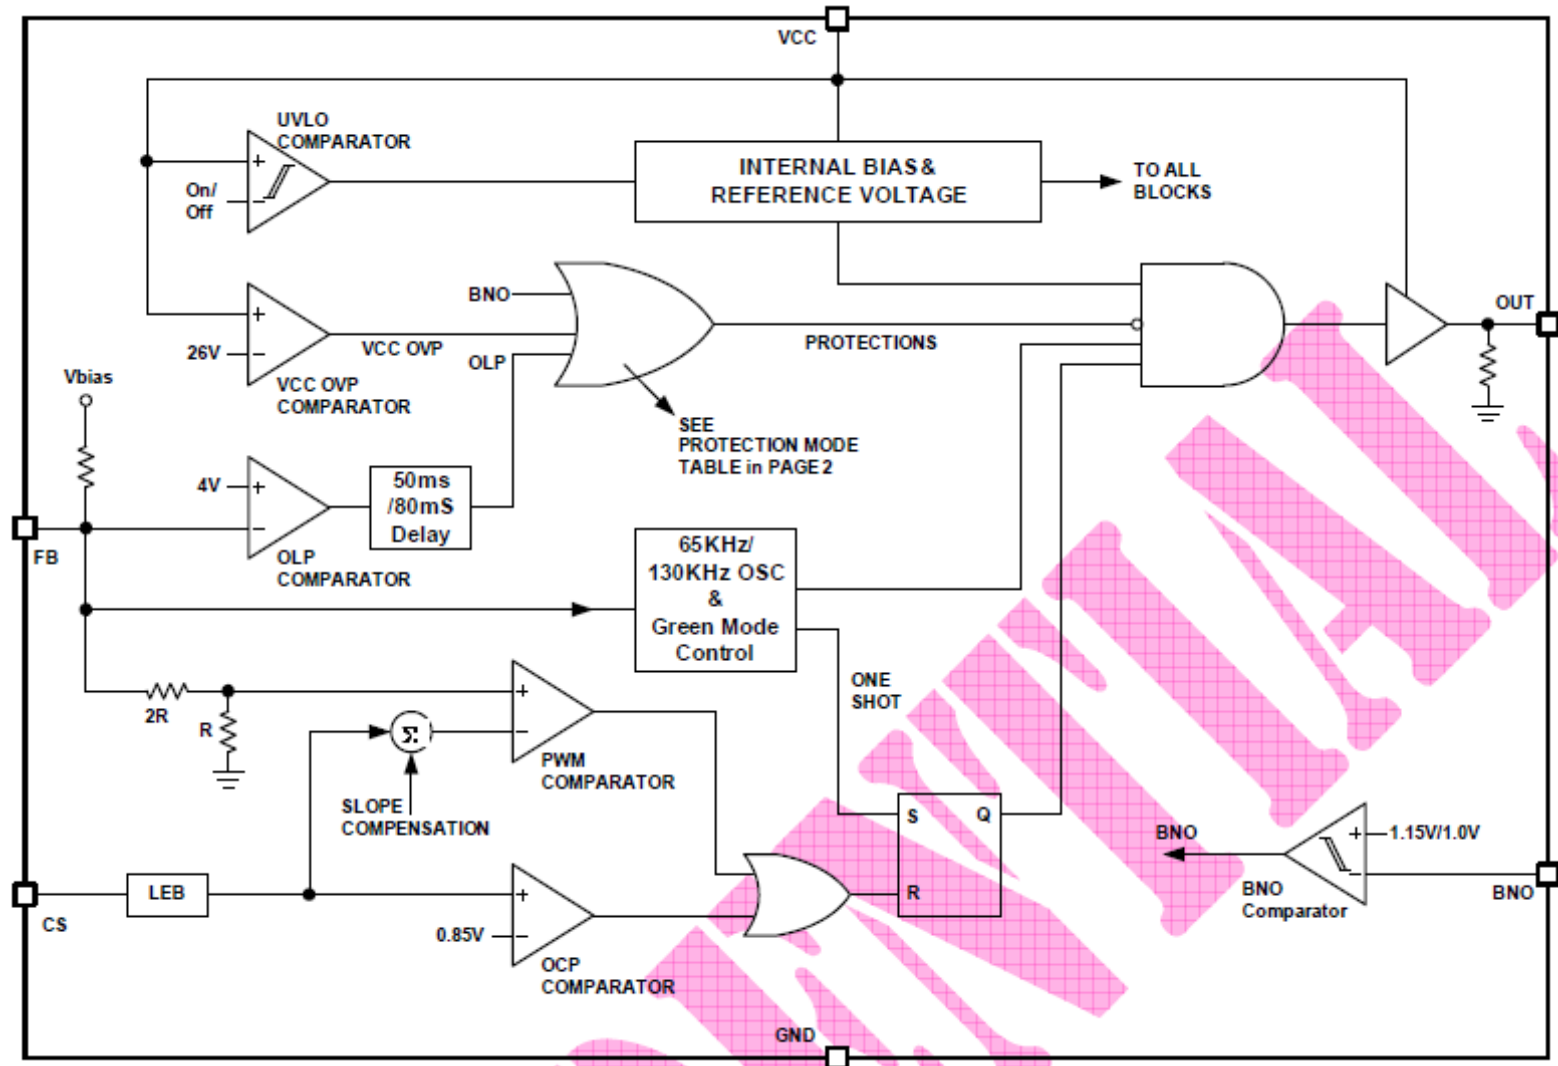 VCC
UVLO
COMPARATOR
+
On/
Off
−
INTERNAL BIAS &
REFERENCE VOLTAGE
TO ALL
BLOCKS
BNO
+
26V
−
VCC OVP
VCC OVP
COMPARATOR
OLP
PROTECTIONS
OUT
SEE
PROTECTION MODE
TABLE in PAGE 2
Vbias
4V
+
−
50ms
/80mS
Delay
OLP
COMPARATOR
FB
65KHz/
130KHz OSC
&
Green Mode
Control
ONE
SHOT
2R
R
+
−
Σ
PWM
COMPARATOR
SLOPE
COMPENSATION
S
Q
R
BNO
+
1.15V/1.0V
−
BNO
Comparator
BNO
LEB
CS
+
0.85V
−
OCP
COMPARATOR
GND